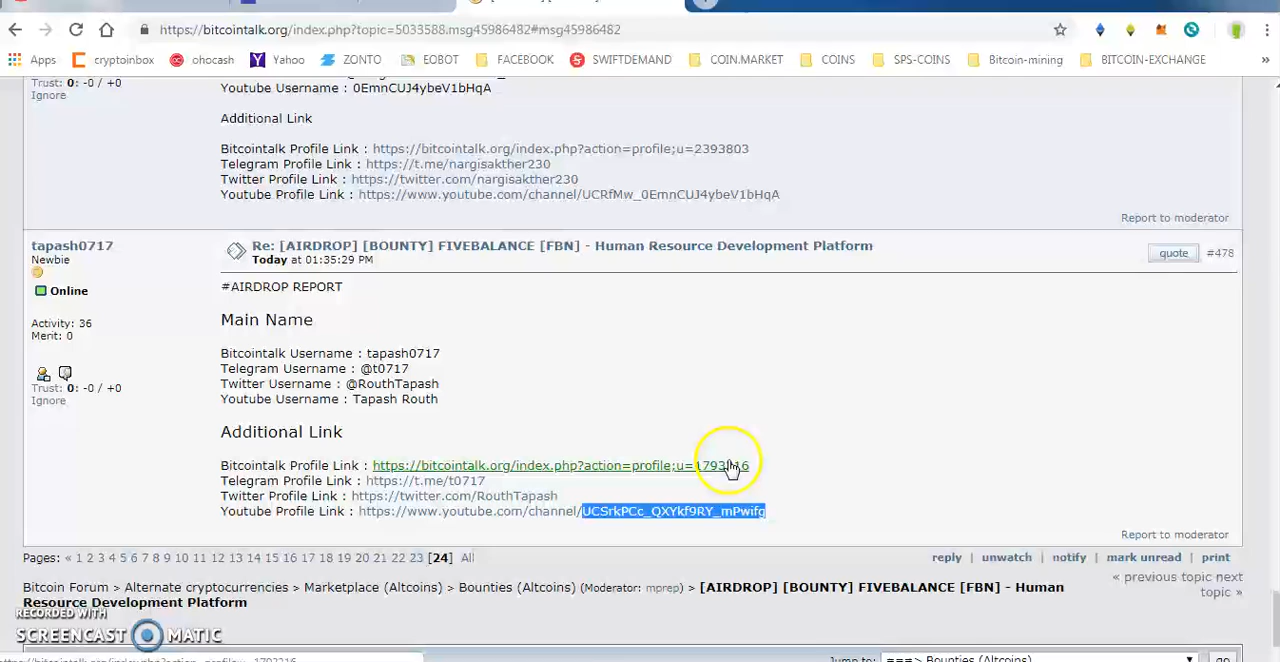 https://bitcointalk.org/index.php?topic=5033588.msg45986482#msg45986482
Apps cryptoinbox ohocash Yahoo ZONTO EOBOT FACEBOOK SWIFTDEMAND COIN.MARKET COINS SPS-COINS Bitcoin-mining BITCOIN-EXCHANGE »
Trust: 0: -0 / +0
Ignore
Youtube Username : 0EmnCUJ4ybeV1bHqA
Additional Link
Bitcointalk Profile Link : https://bitcointalk.org/index.php?action=profile;u=2393803
Telegram Profile Link : https://t.me/nargisakther230
Twitter Profile Link : https://twitter.com/nargisakther230
Youtube Profile Link : https://www.youtube.com/channel/UCRfMw_0EmnCUJ4ybeV1bHqA
Report to moderator
tapash0717
Newbie
Online
Activity: 36
Merit: 0
Trust: 0: -0 / +0
Ignore
Re: [AIRDROP] [BOUNTY] FIVEBALANCE [FBN] - Human Resource Development Platform
Today at 01:35:29 PM
quote #478
#AIRDROP REPORT
Main Name
Bitcointalk Username : tapash0717
Telegram Username : @t0717
Twitter Username : @RouthTapash
Youtube Username : Tapash Routh
Additional Link
Bitcointalk Profile Link : https://bitcointalk.org/index.php?action=profile;u=1793216
Telegram Profile Link : https://t.me/t0717
Twitter Profile Link : https://twitter.com/RouthTapash
Youtube Profile Link : https://www.youtube.com/channel/UCSrkPCc_QXYkf9RY_mPwifg
Report to moderator
Pages: « 1 2 3 4 5 6 7 8 9 10 11 12 13 14 15 16 17 18 19 20 21 22 23 [24] All
reply | unwatch | notify | mark unread | print
Bitcoin Forum > Alternate cryptocurrencies > Marketplace (Altcoins) > Bounties (Altcoins) (Moderator: mprep) > [AIRDROP] [BOUNTY] FIVEBALANCE [FBN] - Human
Resource Development Platform
« previous topic next
topic »
RECORDED WITH
SCREENCAST MATIC
Jump to: ===> Bounties (Altcoins) go